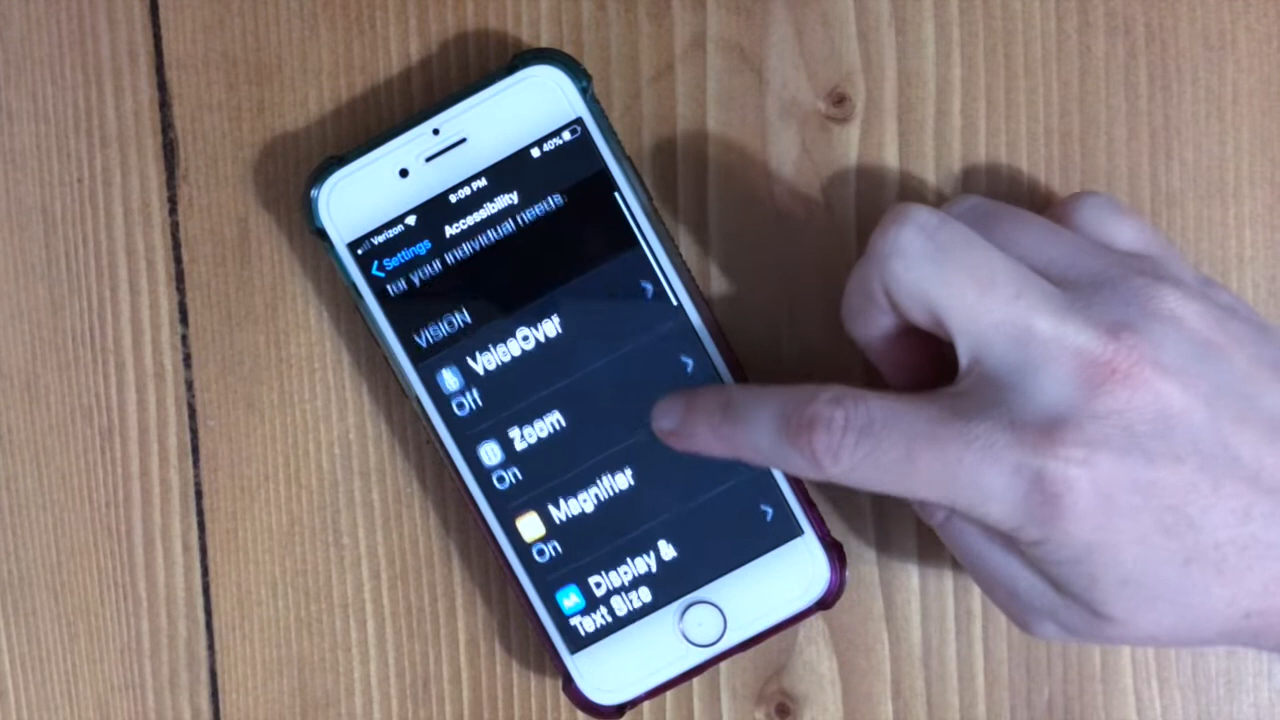 Verizon 9:09 PM 40%
Settings Accessibility
for your individual needs.
VISION
VoiceOver
Off
Zoom
On
Magnifier
On
Display &
Text Size